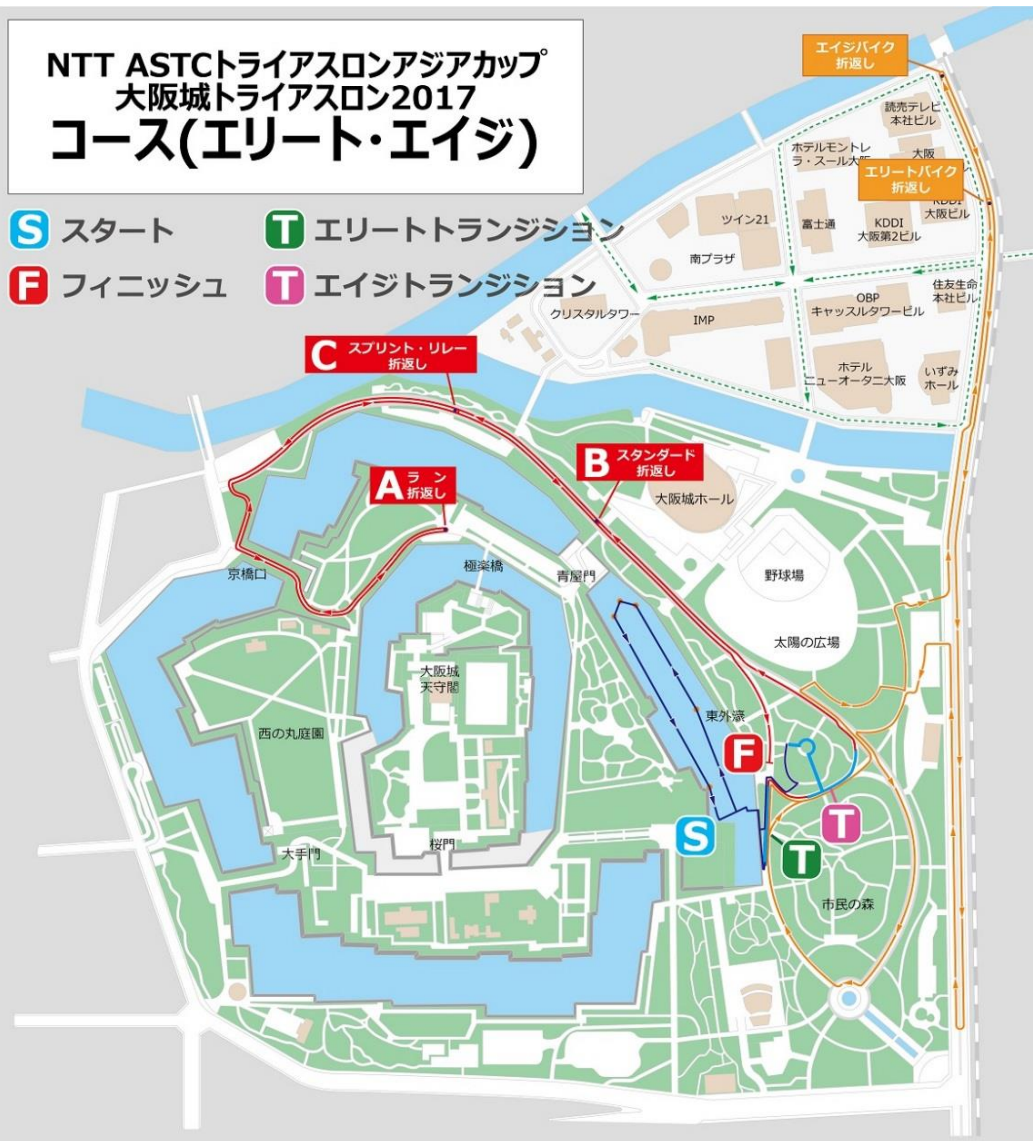 NTT ASTCトライアスロンアジアカップ
大阪城トライアスロン2017
コース(エリート・エイジ)
S スタート
T エリートトランジション
F フィニッシュ
T エイジトランジション
エイジバイク
折返し
読売テレビ
本社ビル
ホテルモントレ
ラ・スール大阪
大阪
エリートバイク
折返し
KDDI
大阪ビル
ツイン21
富士通
KDDI
大阪第2ビル
南プラザ
住友生命
本社ビル
クリスタルタワー
IMP
OBP
キャッスルタワービル
ホテル
ニューオータニ大阪
いずみ
ホール
C スプリント・リレー
折返し
B スタンダード
折返し
A ラン
折返し
大阪城ホール
京橋口
極楽橋
青屋門
野球場
太陽の広場
大阪城
天守閣
東外濠
西の丸庭園
F
S
T
T
大手門
桜門
市民の森